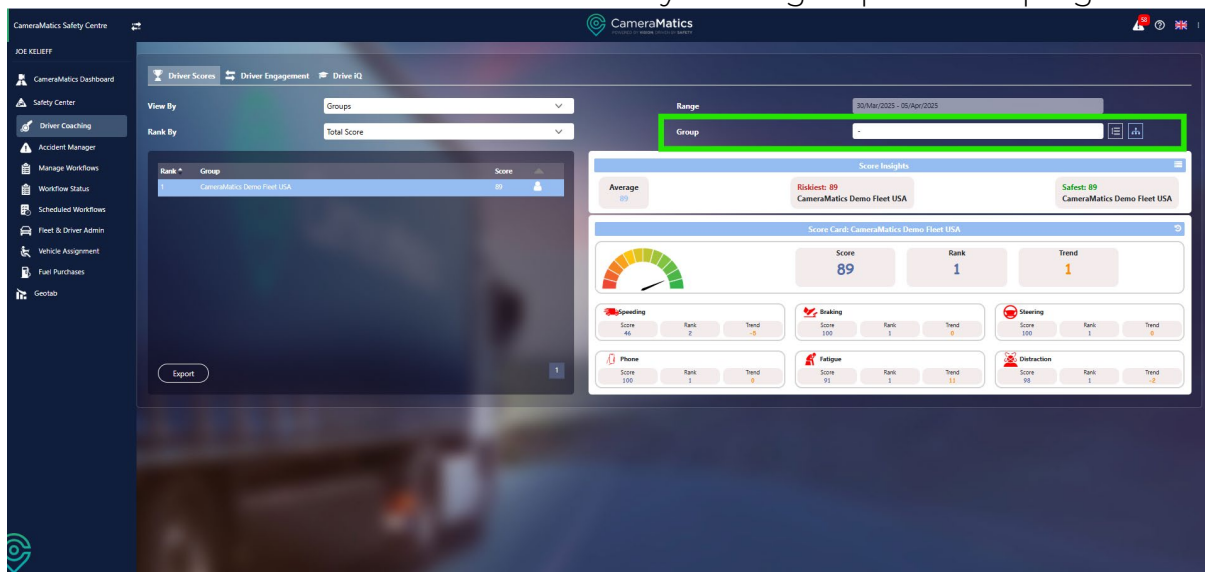 CameraMatics Safety Centre
CameraMatics
58
JOE KELIEFF
CameraMatics Dashboard
Safety Center
Driver Coaching
Accident Manager
Manage Workflows
Workflow Status
Scheduled Workflows
Fleet & Driver Admin
Vehicle Assignment
Fuel Purchases
Geotab
Driver Scores Driver Engagement Drive iQ
View By Groups Range 30/Mar/2025 - 05/Apr/2025
Rank By Total Score Group -
Rank Group Score
1 CameraMatics Demo Fleet USA 89
Export 1
Score Insights
Average Riskiest: 89 Safest: 89
89 CameraMatics Demo Fleet USA CameraMatics Demo Fleet USA
Score Card: CameraMatics Demo Fleet USA
Score Rank Trend
89 1 1
Speeding Braking Steering
Score Rank Trend Score Rank Trend Score Rank Trend
46 2 -5 100 1 0 100 1 0
Phone Fatigue Distraction
Score Rank Trend Score Rank Trend Score Rank Trend
100 1 0 91 1 11 98 1 -2